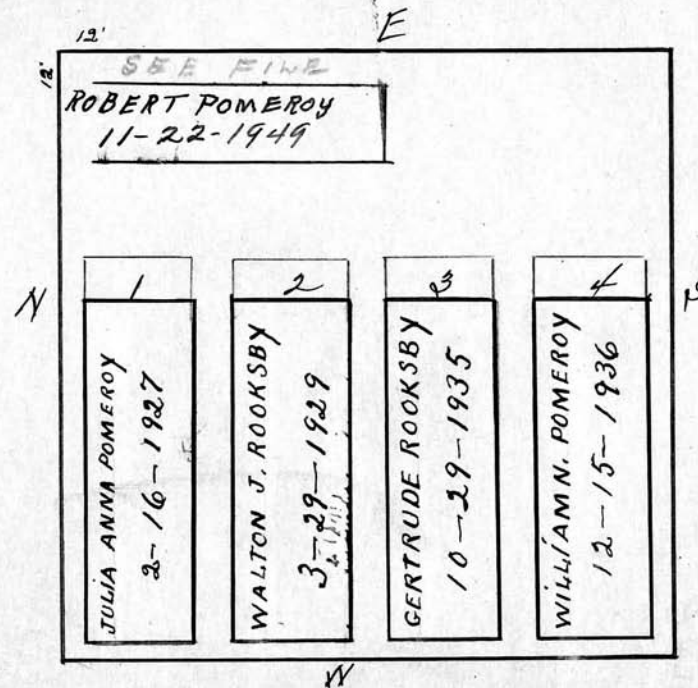 E
12'
12'
SEE FILE
ROBERT POMEROY
11-22-1949
N
1
2
3
4
JULIA ANNA POMEROY
2-16-1927
WALTON J. ROOKSBY
3-29-1929
GERTRUDE ROOKSBY
10-29-1935
WILLIAM N. POMEROY
12-15-1936
W